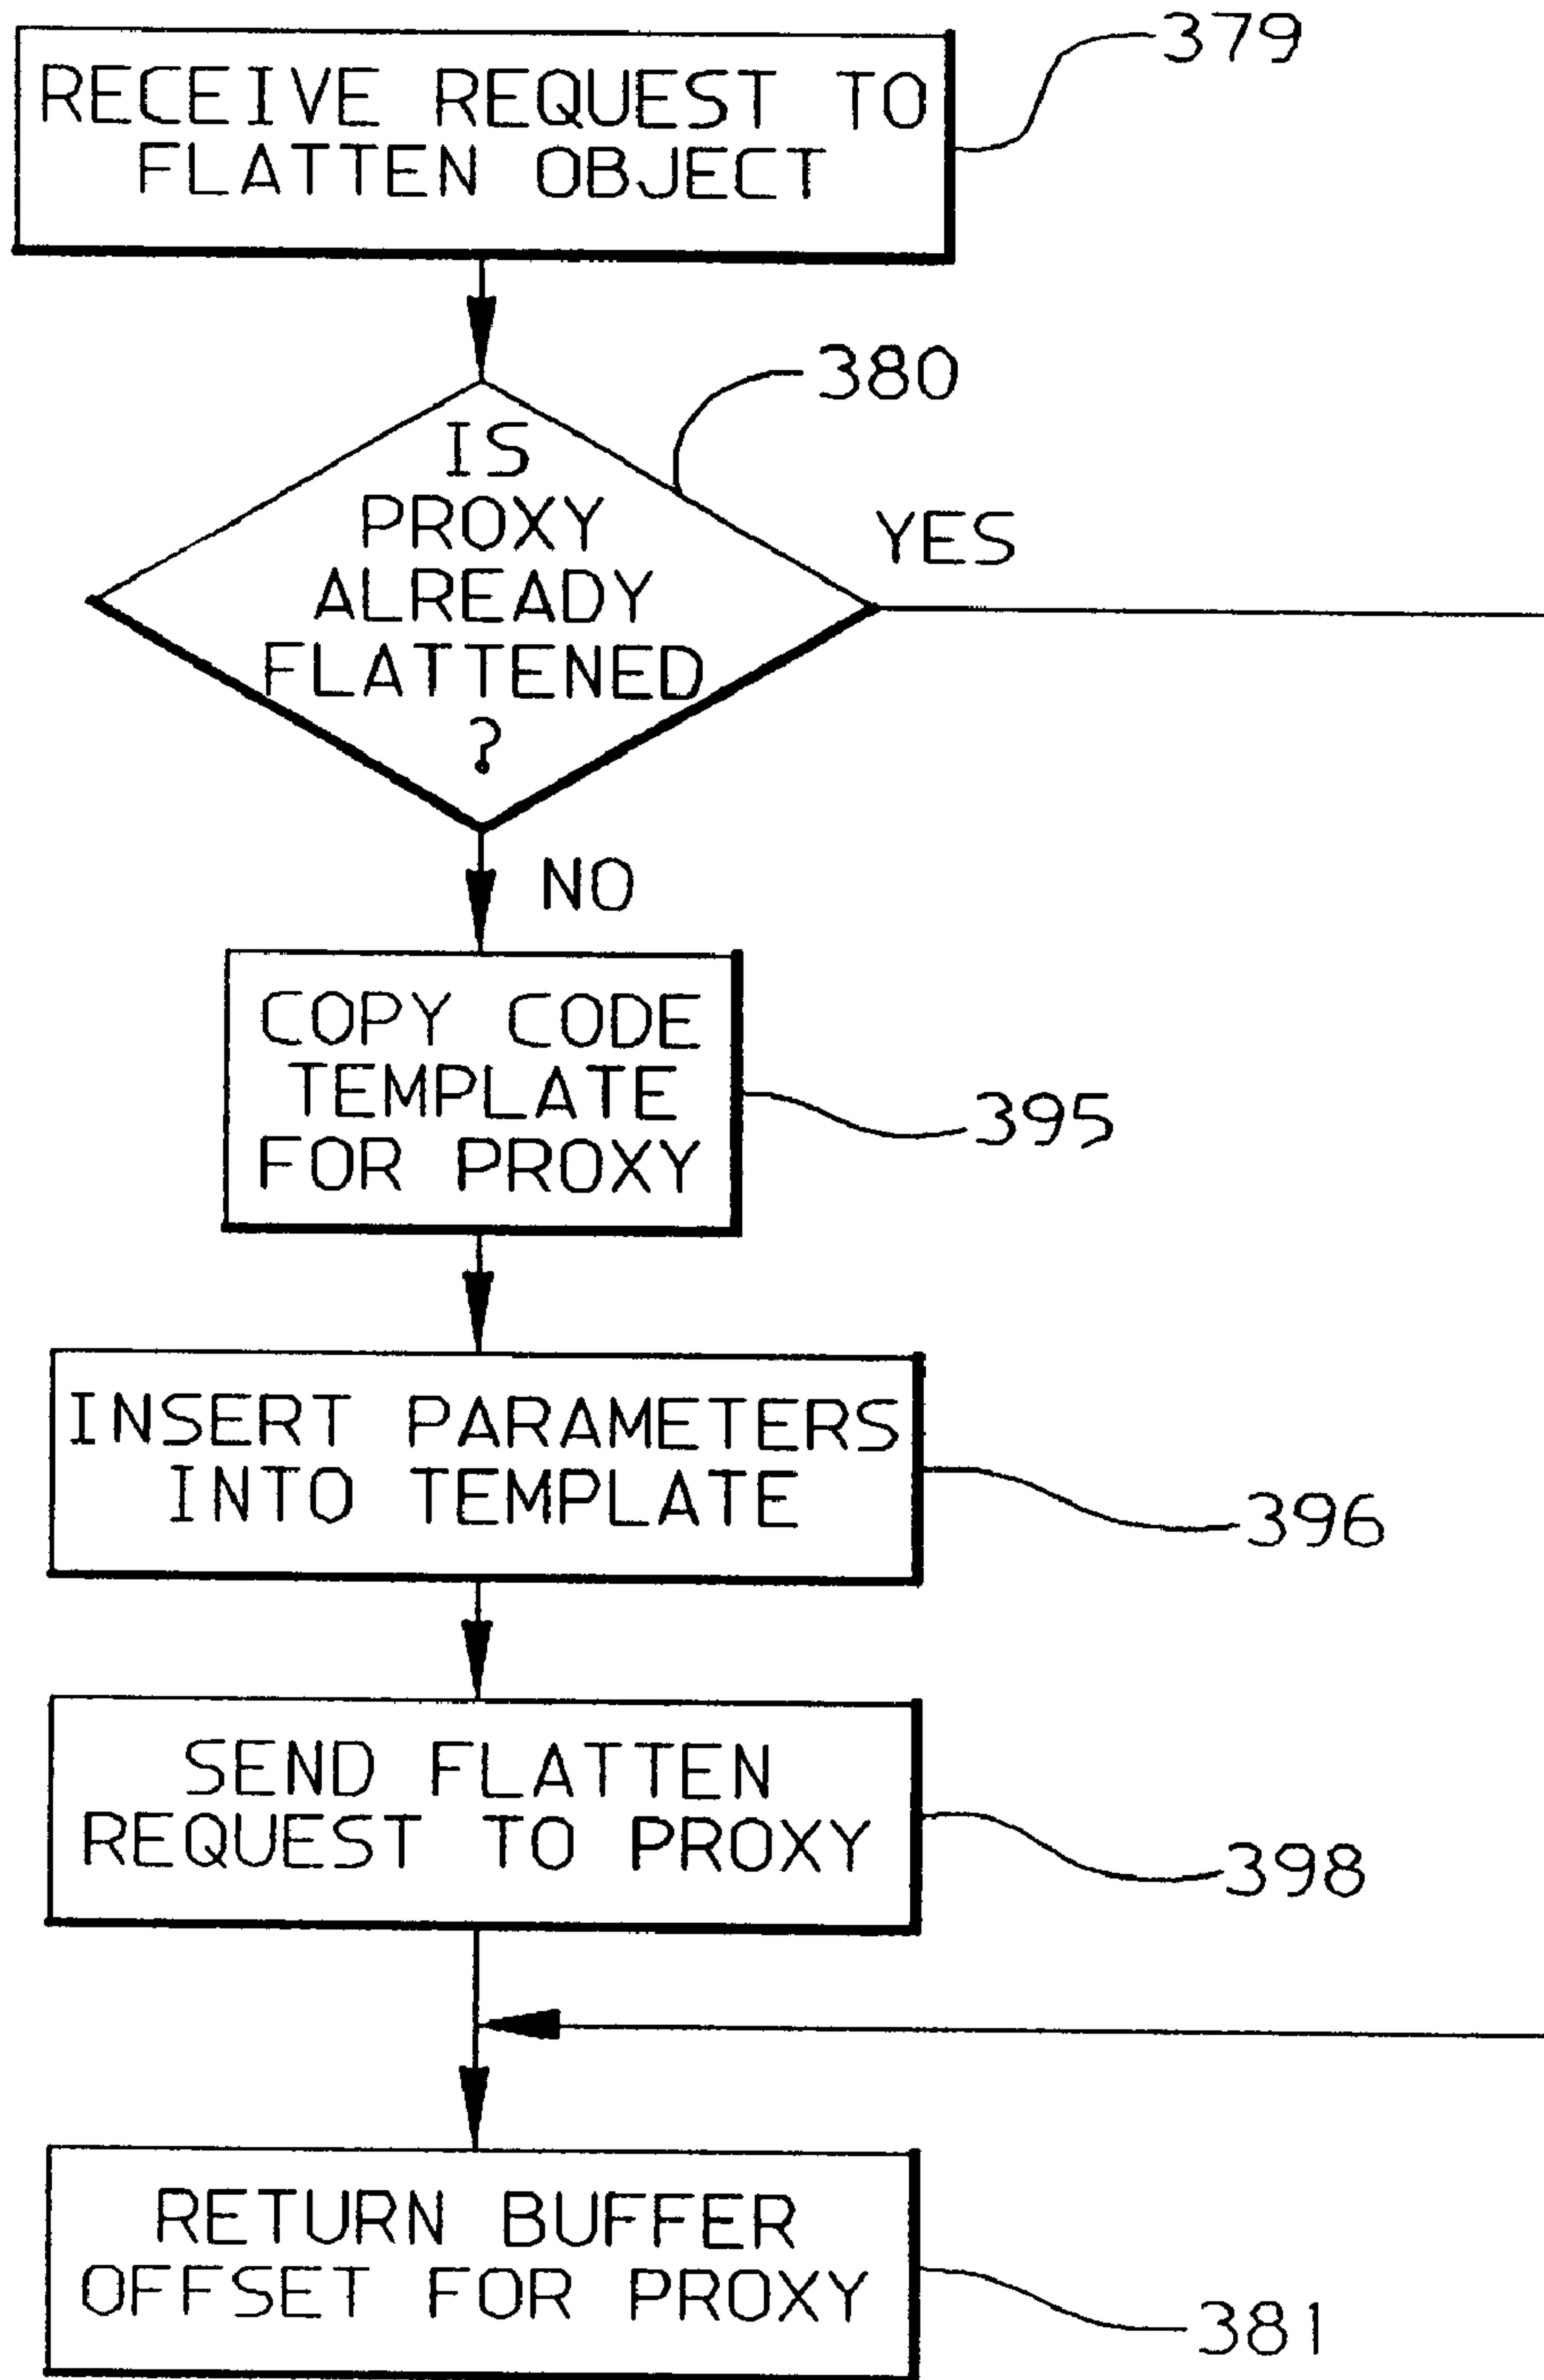 RECEIVE REQUEST TO
FLATTEN OBJECT
379
380
IS
PROXY
ALREADY
FLATTENED
?
YES
NO
COPY CODE
TEMPLATE
FOR PROXY
395
INSERT PARAMETERS
INTO TEMPLATE
396
SEND FLATTEN
REQUEST TO PROXY
398
RETURN BUFFER
OFFSET FOR PROXY
381